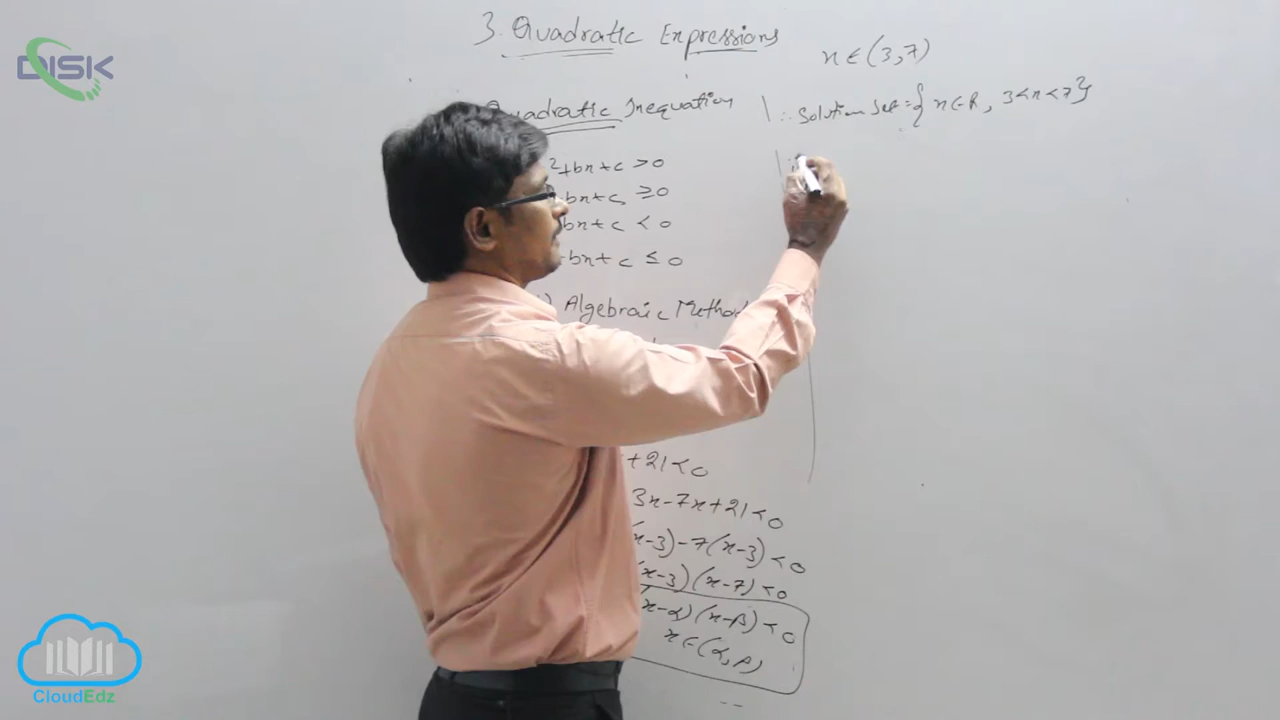 DISK
3. Quadratic Expressions
Quadratic Inequation
²+bx+c >0
bx+c ≥0
bx+c <0
bx+c ≤0
i) Algebraic Method
+21<0
3x-7x+21<0
(x-3)-7(x-3)<0
(x-3)(x-7)<0
(x-α)(x-β)<0
x∈(α,β)
x∈(3,7)
∴ Solution Set = {x∈R, 3<x<7}
CloudEdz